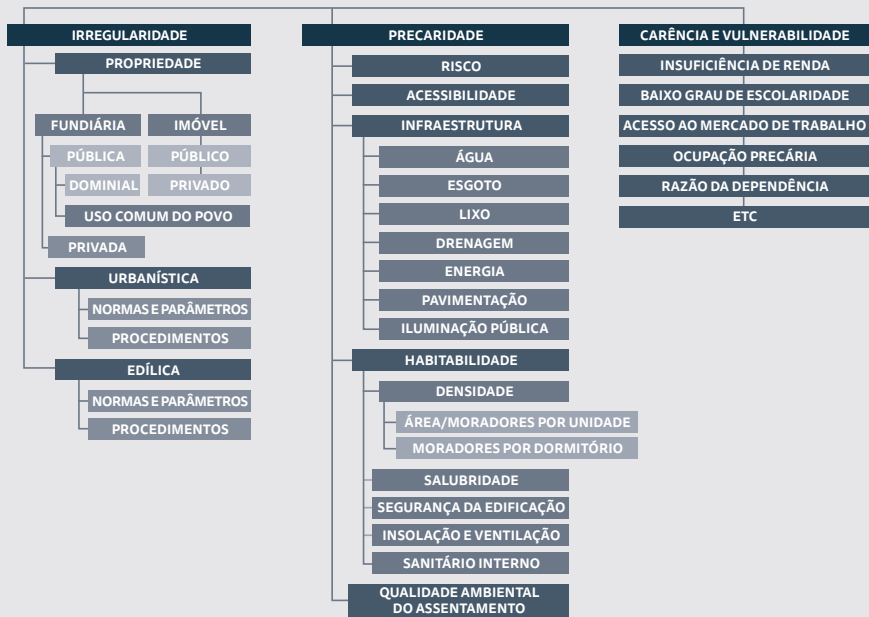 IRREGULARIDADE
PROPRIEDADE
FUNDIÁRIA
IMÓVEL
PÚBLICA
PÚBLICO
DOMINIAL
PRIVADO
USO COMUM DO POVO
PRIVADA
URBANÍSTICA
NORMAS E PARÂMETROS
PROCEDIMENTOS
EDÍLICA
NORMAS E PARÂMETROS
PROCEDIMENTOS
PRECARIDADE
RISCO
ACESSIBILIDADE
INFRAESTRUTURA
ÁGUA
ESGOTO
LIXO
DRENAGEM
ENERGIA
PAVIMENTAÇÃO
ILUMINAÇÃO PÚBLICA
HABITABILIDADE
DENSIDADE
ÁREA/MORADORES POR UNIDADE
MORADORES POR DORMITÓRIO
SALUBRIDADE
SEGURANÇA DA EDIFICAÇÃO
INSOLAÇÃO E VENTILAÇÃO
SANITÁRIO INTERNO
QUALIDADE AMBIENTAL
DO ASSENTAMENTO
CARÊNCIA E VULNERABILIDADE
INSUFICIÊNCIA DE RENDA
BAIXO GRAU DE ESCOLARIDADE
ACESSO AO MERCADO DE TRABALHO
OCUPAÇÃO PRECÁRIA
RAZÃO DA DEPENDÊNCIA
ETC